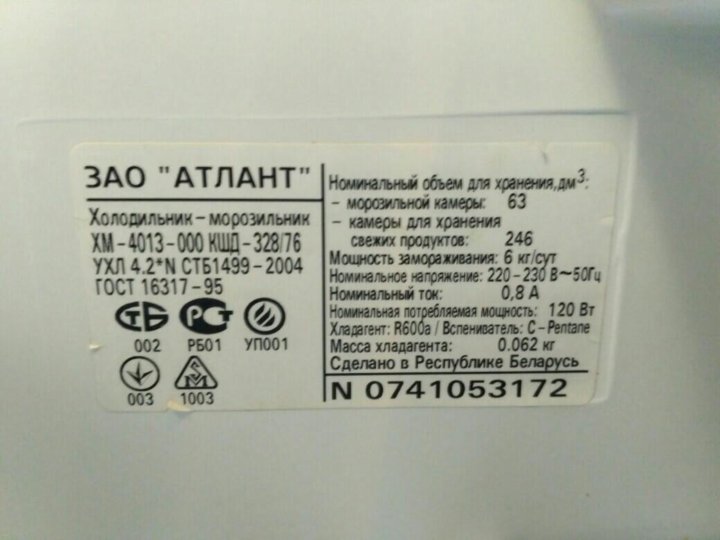 ЗАО "АТЛАНТ"
Холодильник-морозильник
ХМ-4013-000 КШД-328/76
УХЛ 4.2*N СТБ1499-2004
ГОСТ 16317-95
СТБ РСТ
002 РБ01 УП001
003 1003
Номинальный объем для хранения,дм³:
- морозильной камеры: 63
- камеры для хранения
свежих продуктов: 246
Мощность замораживания: 6 кг/сут
Номинальное напряжение: 220-230 В~50Гц
Номинальный ток: 0,8 А
Номинальная потребляемая мощность: 120 Вт
Хладагент: R600a / Вспениватель: C-Pentane
Масса хладагента: 0.062 кг
Сделано в Республике Беларусь
N 0741053172